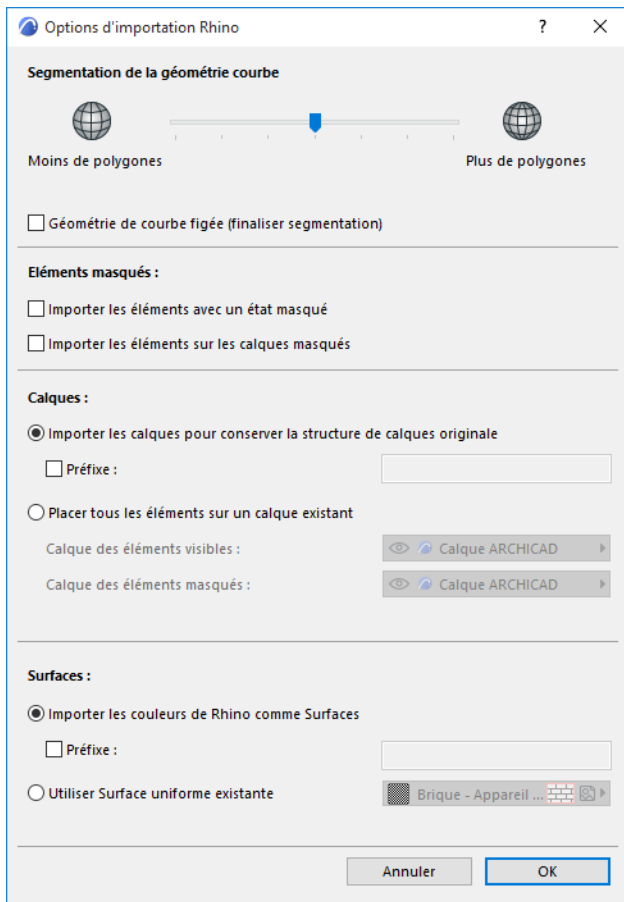 Options d'importation Rhino
Segmentation de la géométrie courbe
Moins de polygones
Plus de polygones
Géométrie de courbe figée (finaliser segmentation)
Eléments masqués :
Importer les éléments avec un état masqué
Importer les éléments sur les calques masqués
Calques :
Importer les calques pour conserver la structure de calques originale
Préfixe :
Placer tous les éléments sur un calque existant
Calque des éléments visibles : Calque ARCHICAD
Calque des éléments masqués : Calque ARCHICAD
Surfaces :
Importer les couleurs de Rhino comme Surfaces
Préfixe :
Utiliser Surface uniforme existante Brique - Appareil ...
Annuler OK